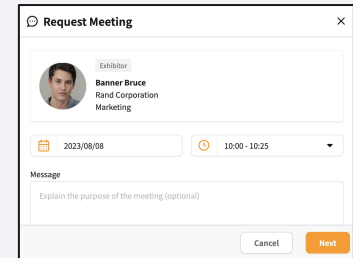 Request Meeting
Exhibitor
Banner Bruce
Rand Corporation
Marketing
2023/08/08
10:00 - 10:25
Message
Explain the purpose of the meeting (optional)
Cancel
Next